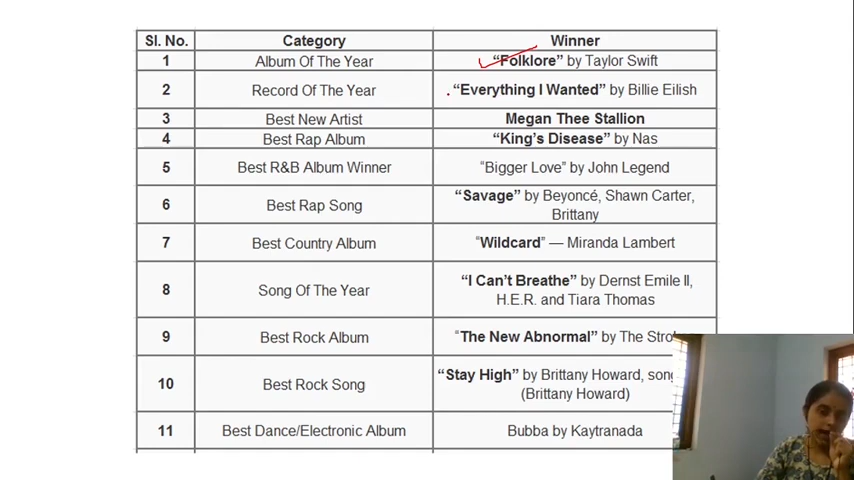 Sl. No. Category Winner
1 Album Of The Year “Folklore” by Taylor Swift
2 Record Of The Year “Everything I Wanted” by Billie Eilish
3 Best New Artist Megan Thee Stallion
4 Best Rap Album “King’s Disease” by Nas
5 Best R&B Album Winner “Bigger Love” by John Legend
6 Best Rap Song “Savage” by Beyoncé, Shawn Carter,
Brittany
7 Best Country Album “Wildcard” — Miranda Lambert
8 Song Of The Year “I Can’t Breathe” by Dernst Emile II,
H.E.R. and Tiara Thomas
9 Best Rock Album “The New Abnormal” by The
10 Best Rock Song “Stay High” by Brittany Howard,
(Brittany Howard)
11 Best Dance/Electronic Album Bubba by Kaytranada